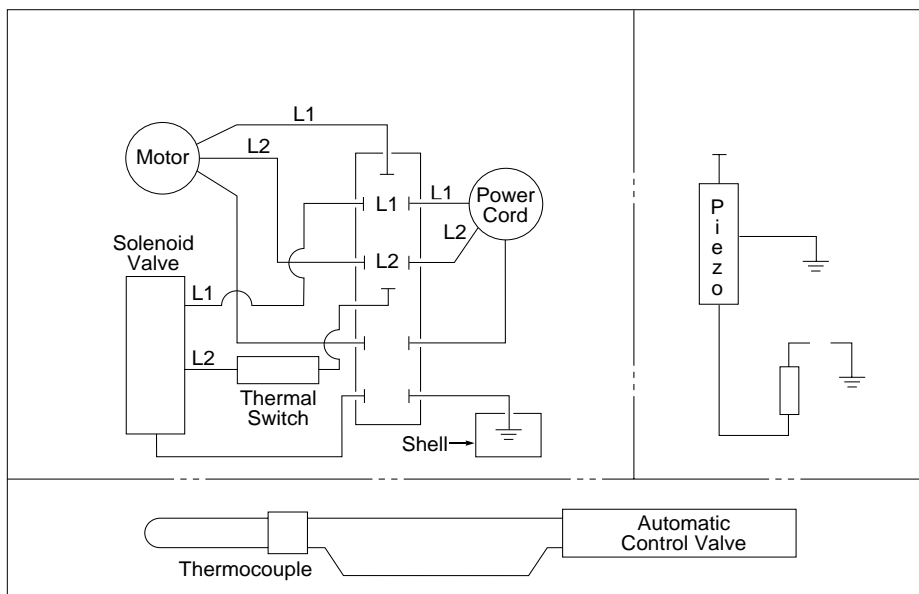 L1
L2
Motor
L1
L1
Power
Cord
L2
L2
Solenoid
Valve
L1
L2
Thermal
Switch
Shell
Piezo
Thermocouple
Automatic
Control Valve